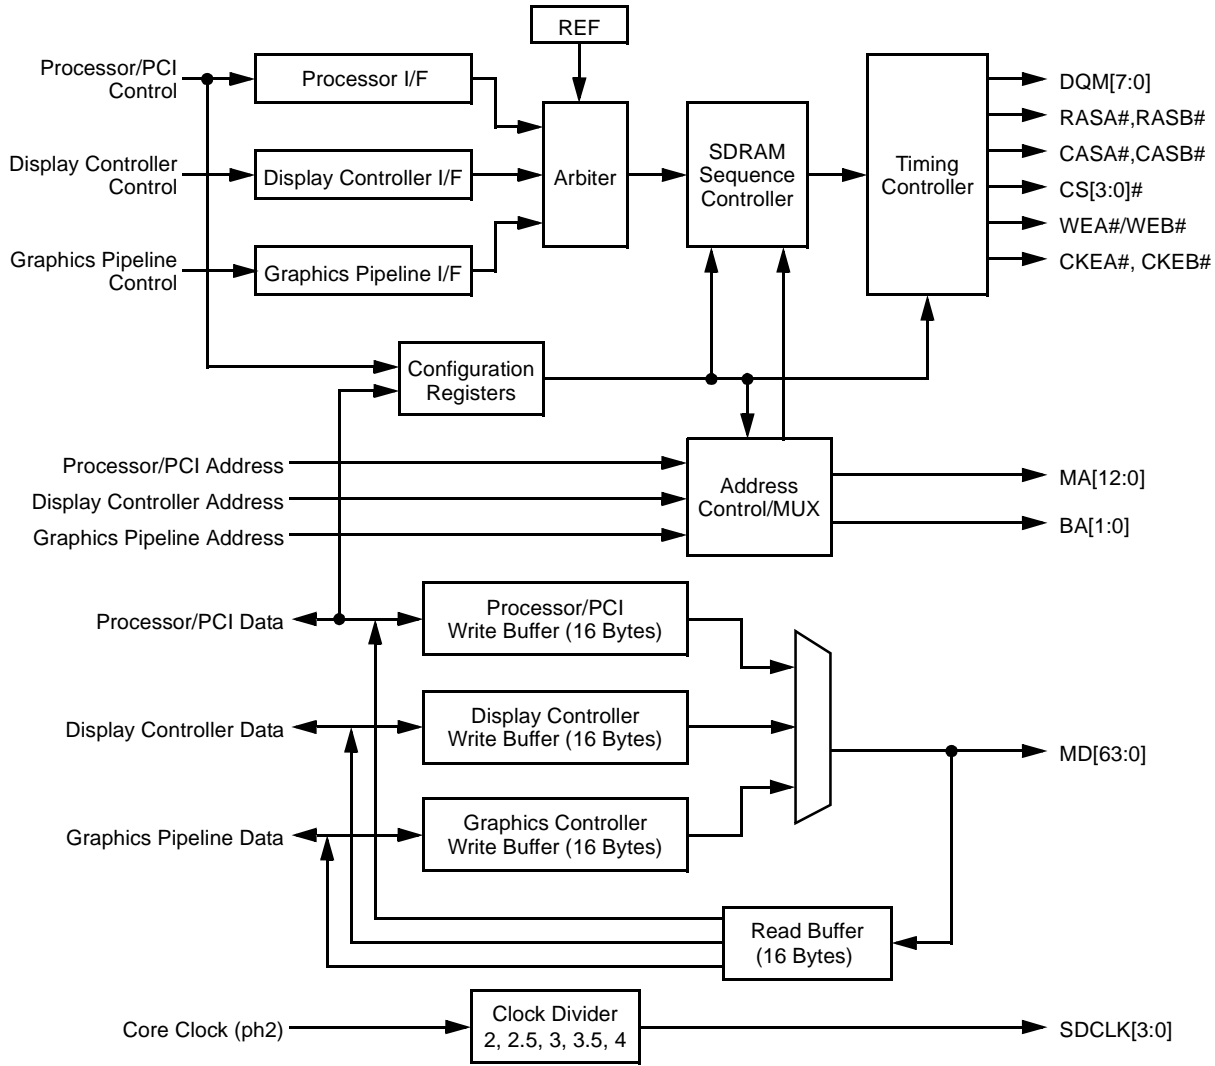 REF
Processor/PCI
Control
Processor I/F
DQM[7:0]
RASA#,RASB#
Display Controller
Control
Display Controller I/F
Arbiter
SDRAM
Sequence
Controller
Timing
Controller
CASA#,CASB#
CS[3:0]#
WEA#/WEB#
Graphics Pipeline
Control
Graphics Pipeline I/F
CKEA#, CKEB#
Configuration
Registers
Processor/PCI Address
Display Controller Address
Graphics Pipeline Address
Address
Control/MUX
MA[12:0]
BA[1:0]
Processor/PCI Data
Processor/PCI
Write Buffer (16 Bytes)
Display Controller Data
Display Controller
Write Buffer (16 Bytes)
MD[63:0]
Graphics Pipeline Data
Graphics Controller
Write Buffer (16 Bytes)
Read Buffer
(16 Bytes)
Core Clock (ph2)
Clock Divider
2, 2.5, 3, 3.5, 4
SDCLK[3:0]